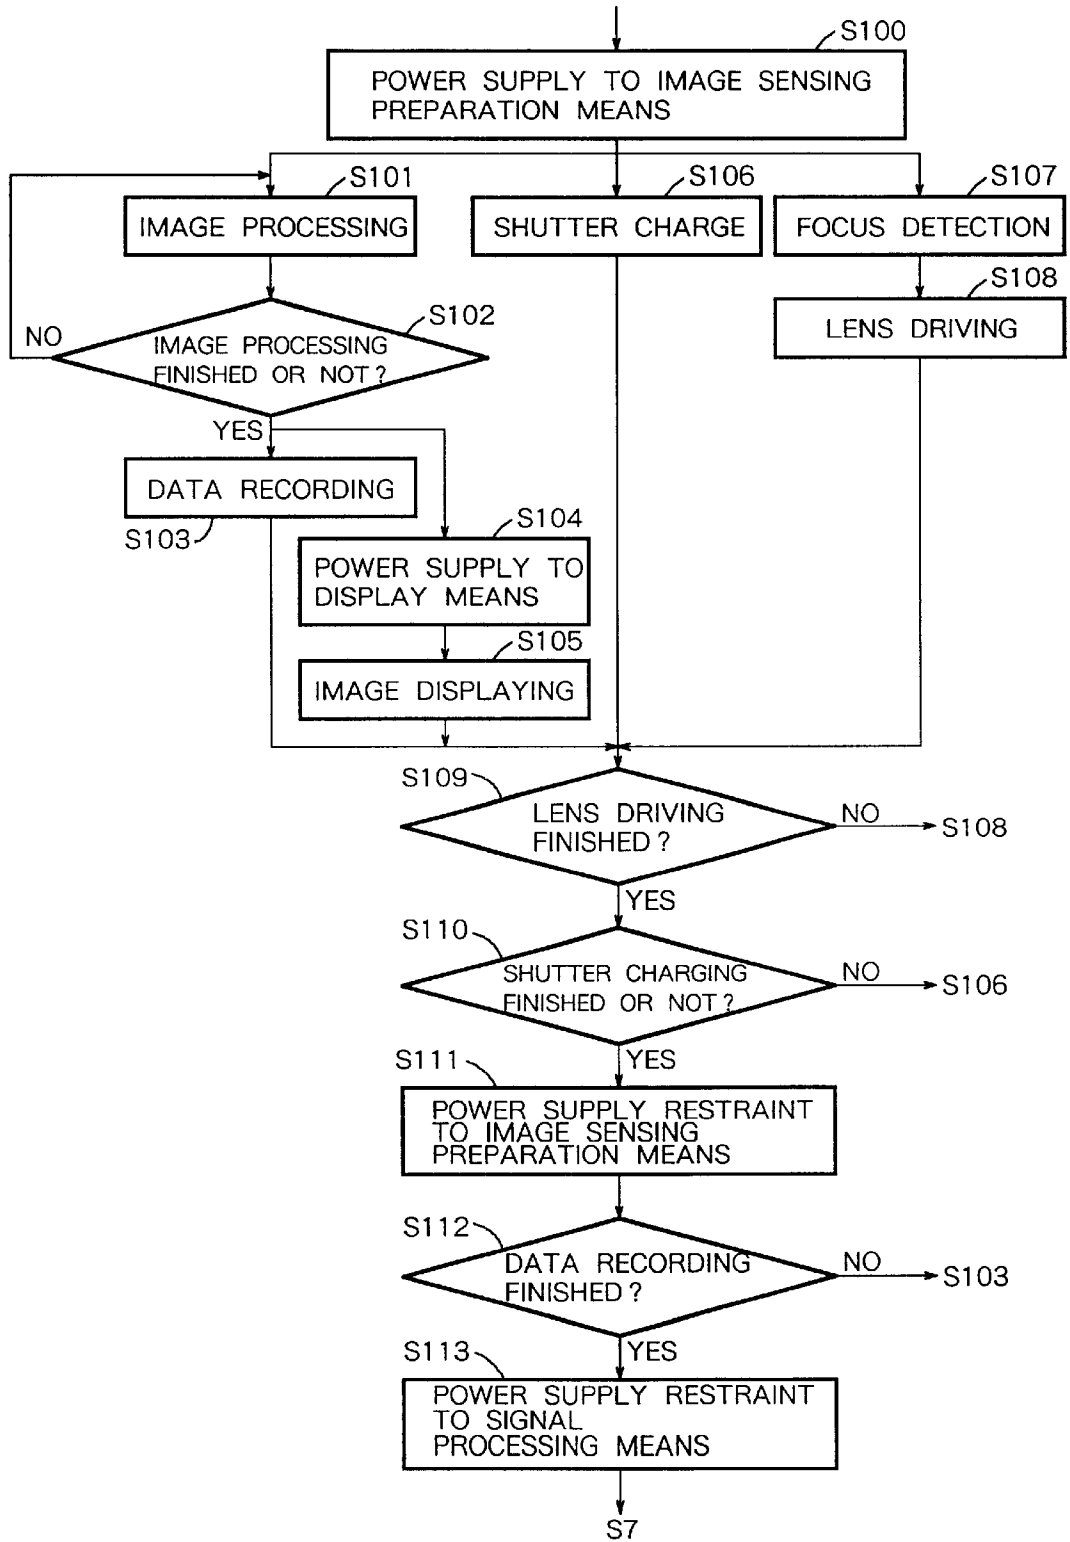 S100
POWER SUPPLY TO IMAGE SENSING
PREPARATION MEANS
S101
IMAGE PROCESSING
S106
SHUTTER CHARGE
S107
FOCUS DETECTION
S108
LENS DRIVING
S102
NO
IMAGE PROCESSING
FINISHED OR NOT?
YES
DATA RECORDING
S103
S104
POWER SUPPLY TO
DISPLAY MEANS
S105
IMAGE DISPLAYING
S109
LENS DRIVING
FINISHED?
NO
S108
YES
S110
SHUTTER CHARGING
FINISHED OR NOT?
NO
S106
YES
S111
POWER SUPPLY RESTRAINT
TO IMAGE SENSING
PREPARATION MEANS
S112
DATA RECORDING
FINISHED?
NO
S103
YES
S113
POWER SUPPLY RESTRAINT
TO SIGNAL
PROCESSING MEANS
S7